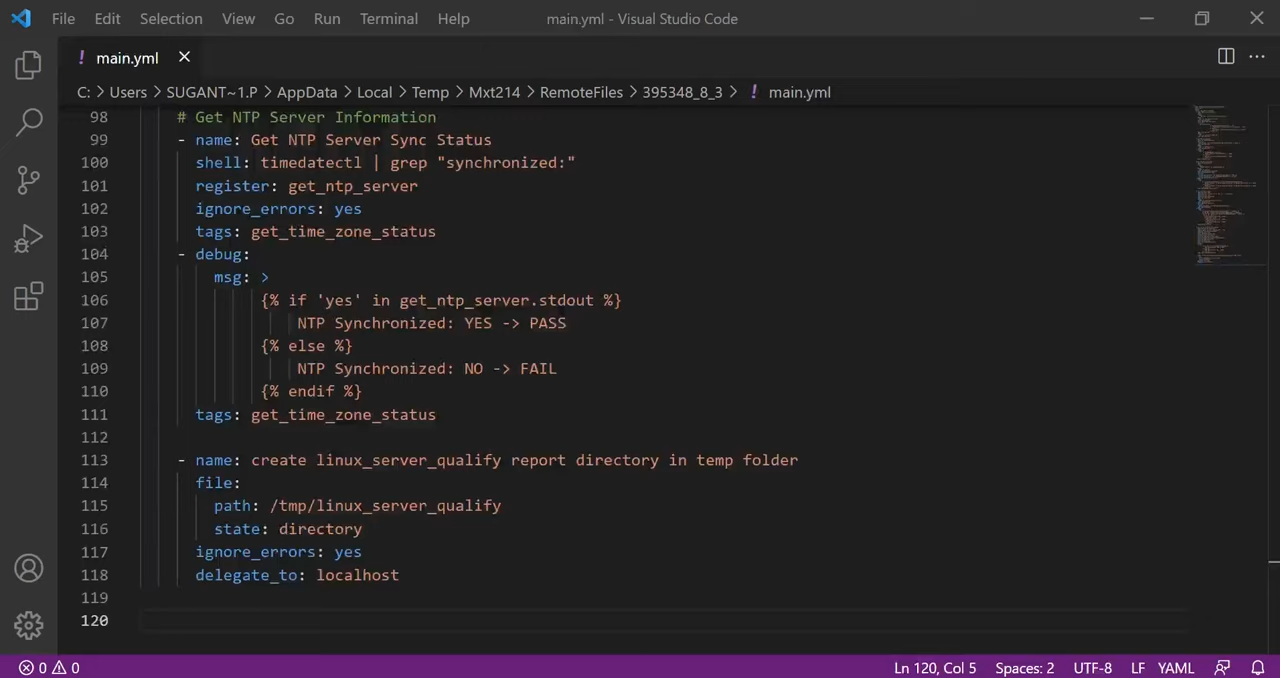 File Edit Selection View Go Run Terminal Help main.yml - Visual Studio Code
! main.yml
C: > Users > SUGANT~1.P > AppData > Local > Temp > Mxt214 > RemoteFiles > 395348_8_3 > ! main.yml
98 # Get NTP Server Information
99 - name: Get NTP Server Sync Status
100 shell: timedatectl | grep "synchronized:"
101 register: get_ntp_server
102 ignore_errors: yes
103 tags: get_time_zone_status
104 - debug:
105 msg: >
106 {% if 'yes' in get_ntp_server.stdout %}
107 NTP Synchronized: YES -> PASS
108 {% else %}
109 NTP Synchronized: NO -> FAIL
110 {% endif %}
111 tags: get_time_zone_status
112
113 - name: create linux_server_qualify report directory in temp folder
114 file:
115 path: /tmp/linux_server_qualify
116 state: directory
117 ignore_errors: yes
118 delegate_to: localhost
119
120
0 0 Ln 120, Col 5 Spaces: 2 UTF-8 LF YAML